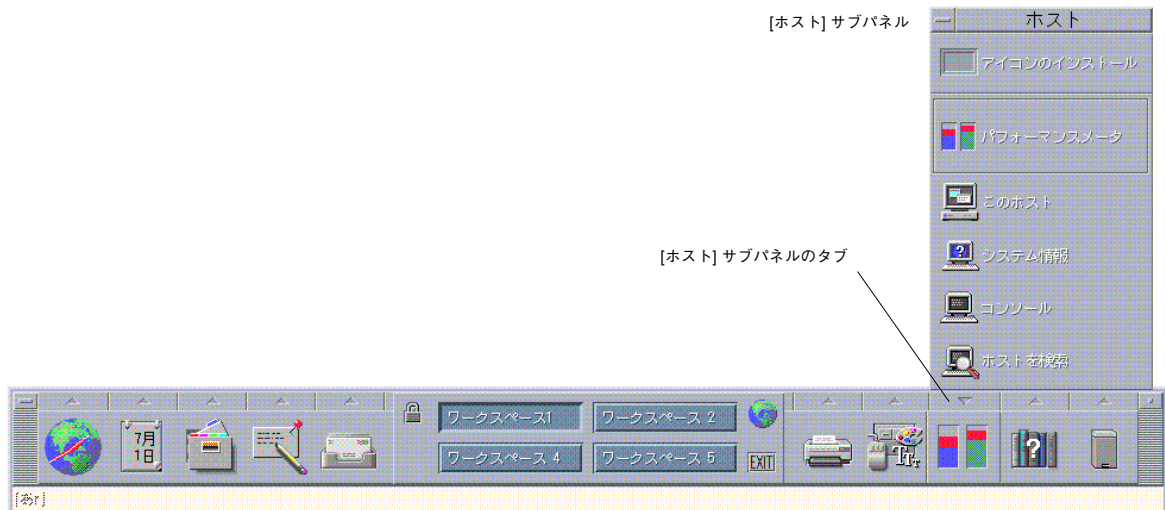 [ホスト] サブパネル
ホスト
アイコンのインストール
パフォーマンスメータ
このホスト
システム情報
コンソール
ホストを検索
[ホスト] サブパネルのタブ
7月
1日
ワークスペース1
ワークスペース 2
ワークスペース 4
ワークスペース 5
EXIT
?
[あr]